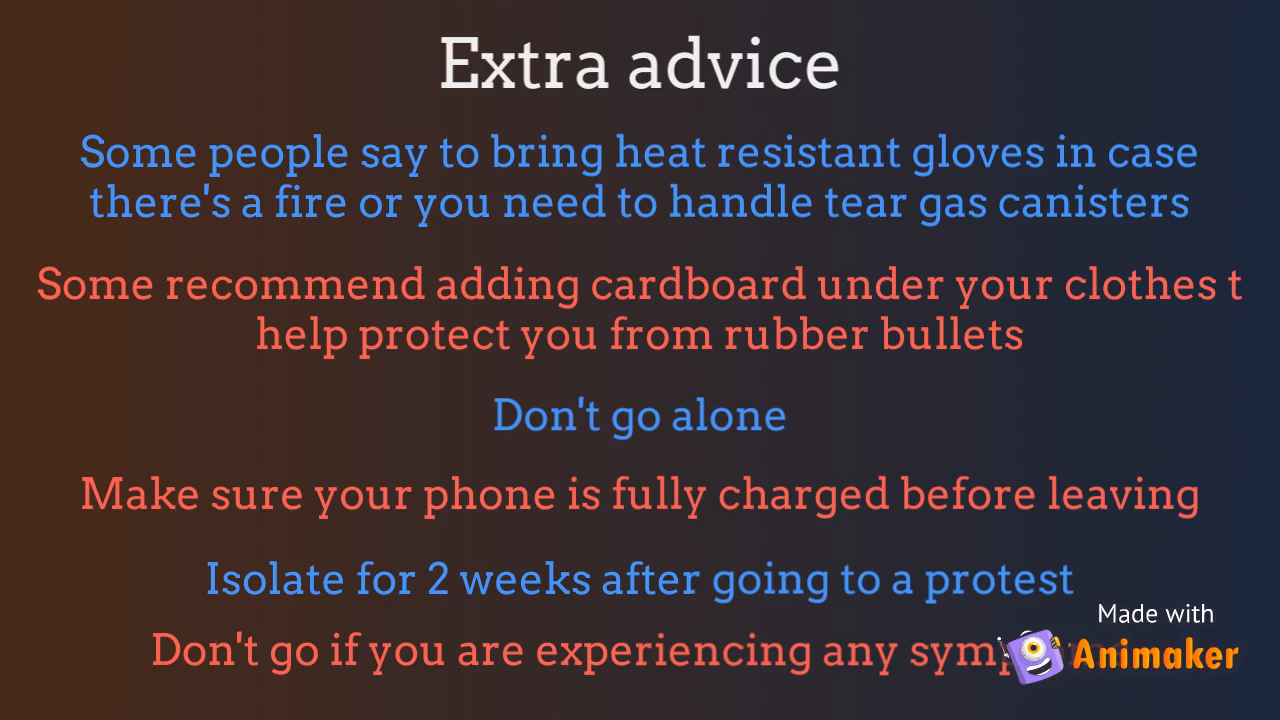 Extra advice
Some people say to bring heat resistant gloves in case
there's a fire or you need to handle tear gas canisters
Some recommend adding cardboard under your clothes t
help protect you from rubber bullets
Don't go alone
Make sure your phone is fully charged before leaving
Isolate for 2 weeks after going to a protest
Made with
Don't go if you are experiencing any
Animaker